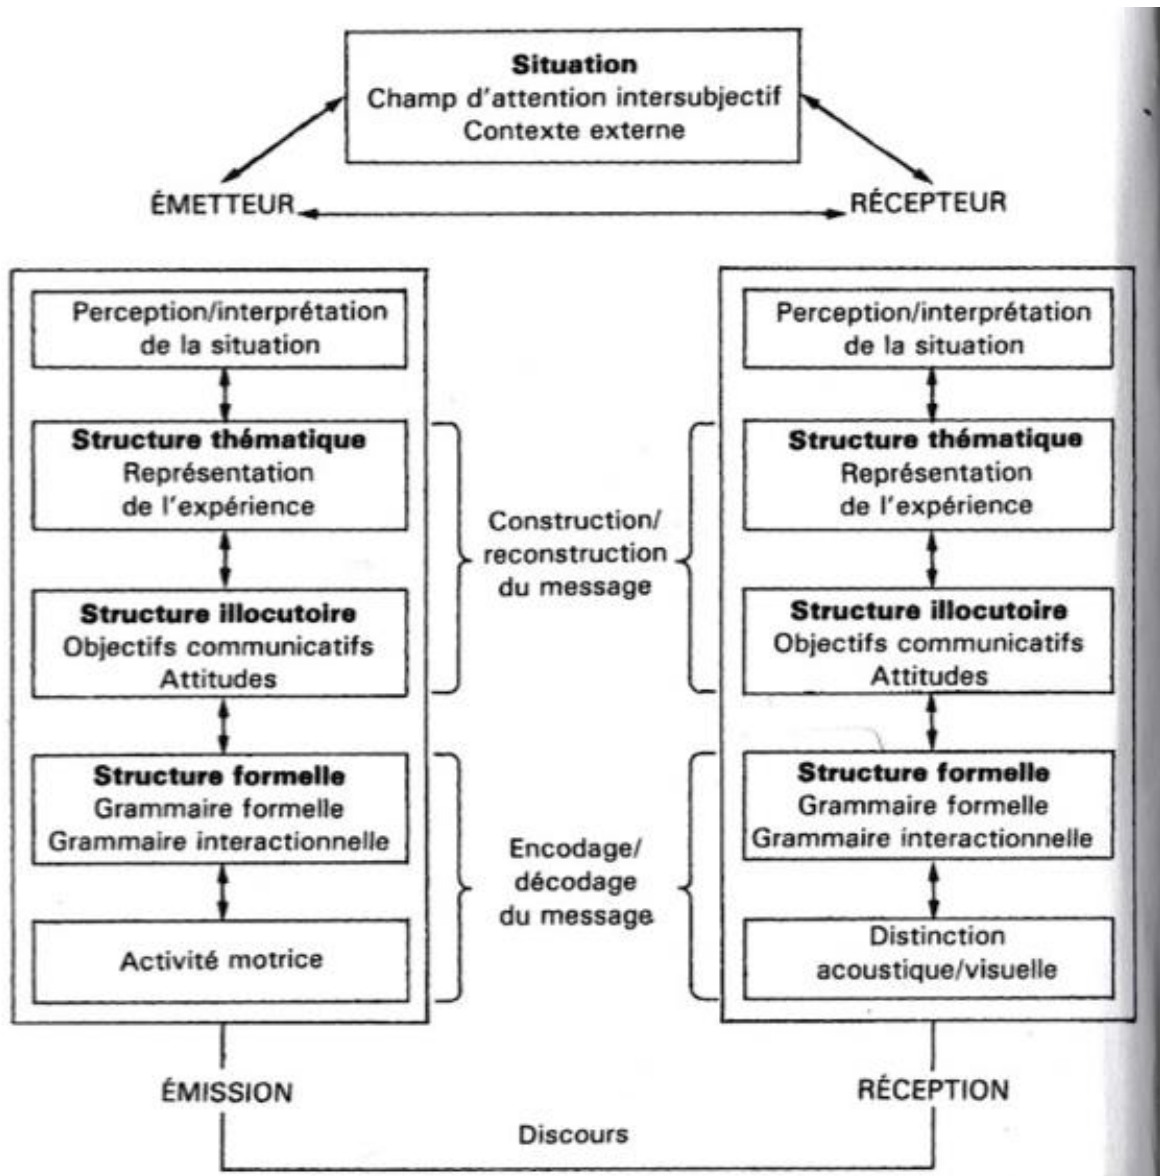 Situation
Champ d'attention intersubjectif
Contexte externe
ÉMETTEUR
RÉCEPTEUR
Perception/interprétation
de la situation
Structure thématique
Représentation
de l'expérience
Structure illocutoire
Objectifs communicatifs
Attitudes
Structure formelle
Grammaire formelle
Grammaire interactionnelle
Activité motrice
Construction/
reconstruction
du message
Encodage/
décodage
du message
Perception/interprétation
de la situation
Structure thématique
Représentation
de l'expérience
Structure illocutoire
Objectifs communicatifs
Attitudes
Structure formelle
Grammaire formelle
Grammaire interactionnelle
Distinction
acoustique/visuelle
ÉMISSION
RÉCEPTION
Discours